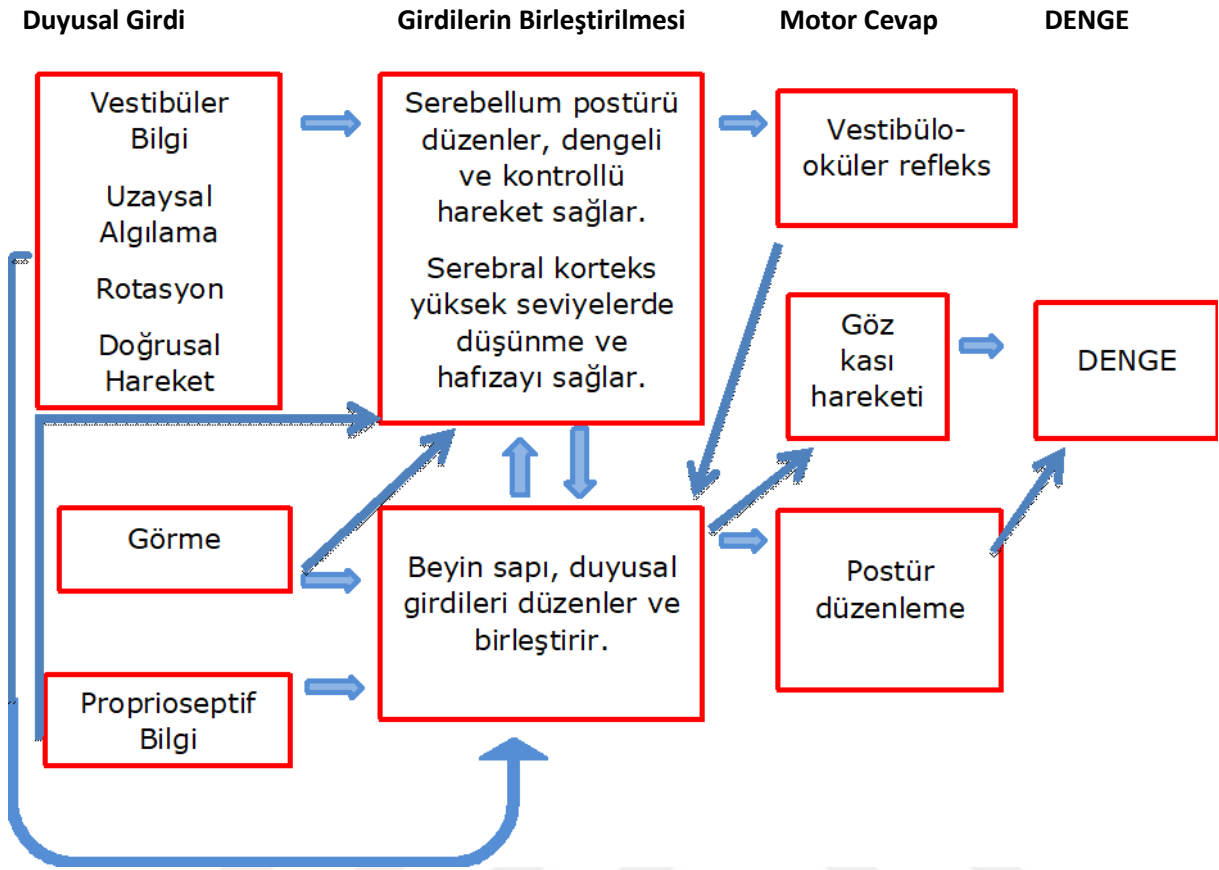 Duyusal Girdi
Girdilerin Birleştirilmesi
Motor Cevap
DENGE
Vestibüler
Bilgi
Uzaysal
Algılama
Rotasyon
Doğrusal
Hareket
Serebellum postürü
düzenler, dengeli
ve kontrollü
hareket sağlar.
Serebral korteks
yüksek seviyelerde
düşünme ve
hafızayı sağlar.
Vestibülo-
oküler refleks
Göz
kası
hareketi
DENGE
Görme
Beyin sapı, duyusal
girdileri düzenler ve
birleştirir.
Postür
düzenleme
Proprioseptif
Bilgi